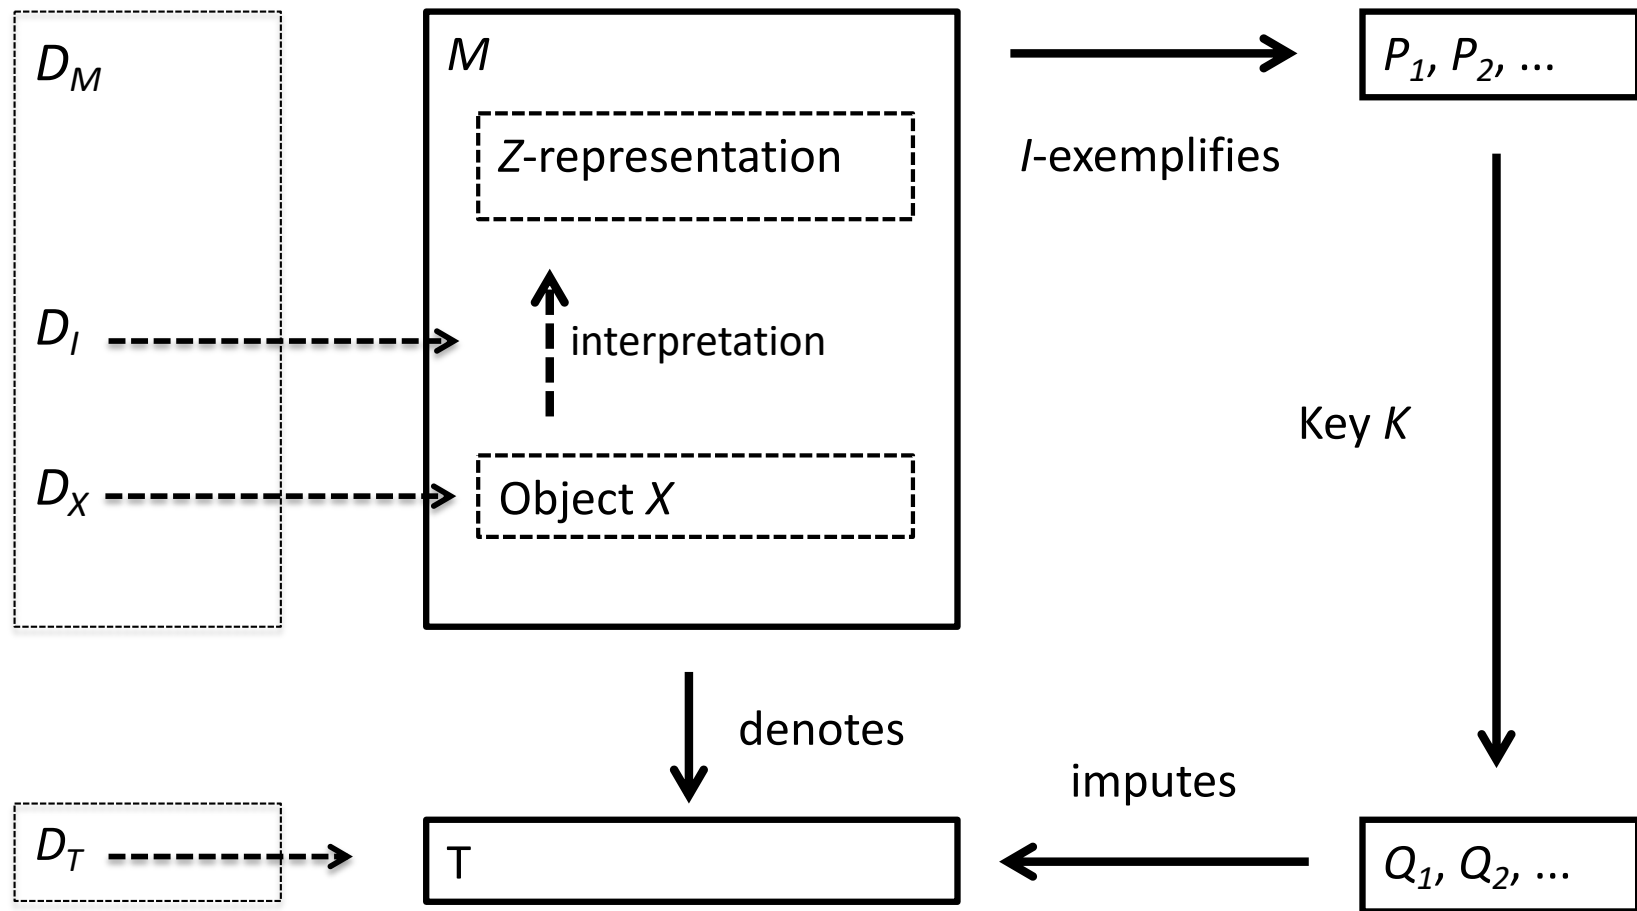 D_M
M
P_1, P_2, ...
Z-representation
I-exemplifies
D_I
interpretation
Key K
D_X
Object X
denotes
imputes
D_T
T
Q_1, Q_2, ...